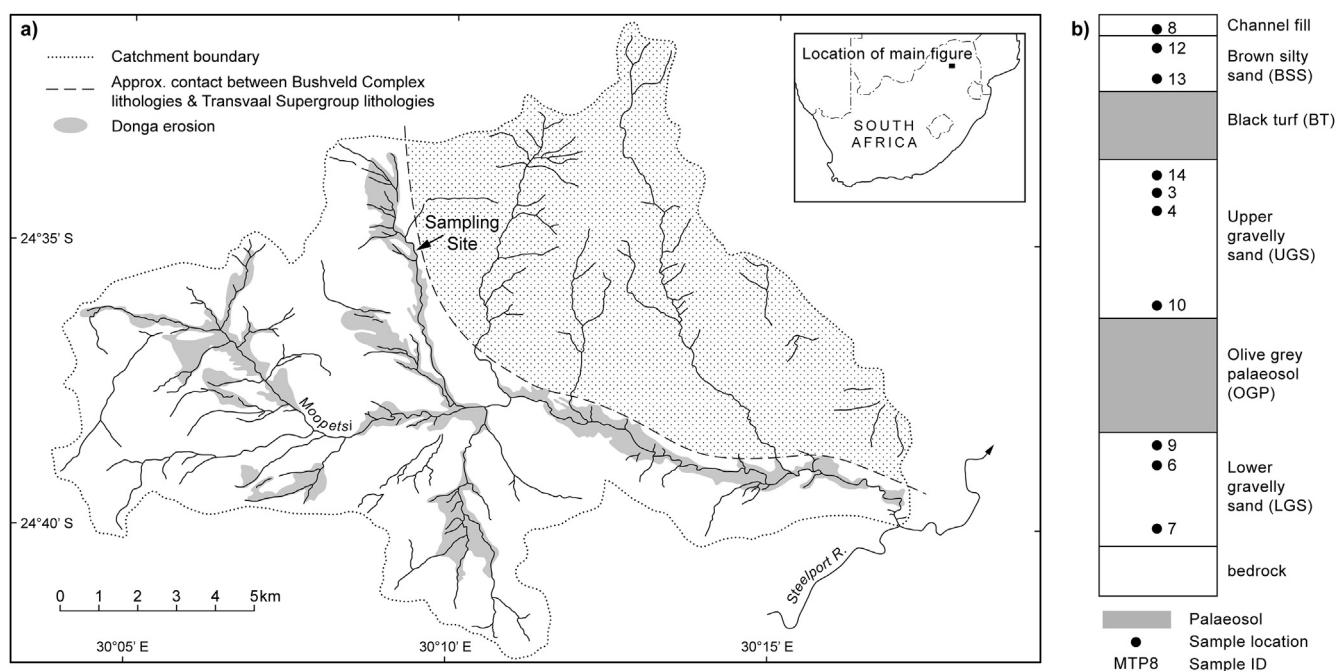 a)
Catchment boundary
Approx. contact between Bushveld Complex
lithologies & Transvaal Supergroup lithologies
Donga erosion
Location of main figure
SOUTH
AFRICA
Sampling
Site
24°35' S
24°40' S
Moopetsi
Steelport R.
0 1 2 3 4 5km
30°05' E
30°10' E
30°15' E
b)
8
Channel fill
12
13
Brown silty
sand (BSS)
Black turf (BT)
14
3
4
10
Upper
gravelly
sand (UGS)
Olive grey
palaeosol
(OGP)
9
6
7
Lower
gravelly
sand (LGS)
bedrock
Palaeosol
Sample location
MTP8 Sample ID